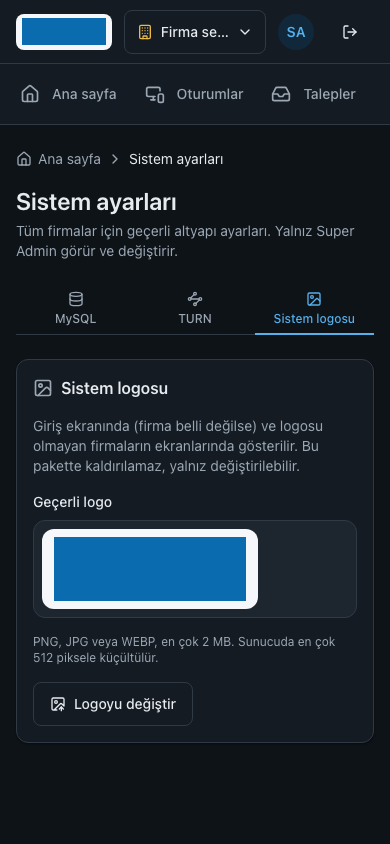 Firma se...
SA
Ana sayfa
Oturumlar
Talepler
Ana sayfa
Sistem ayarları
Sistem ayarları
Tüm firmalar için geçerli altyapı ayarları. Yalnız Super
Admin görür ve değiştirir.
MySQL
TURN
Sistem logosu
Sistem logosu
Giriş ekranında (firma belli değilse) ve logosu
olmayan firmaların ekranlarında gösterilir. Bu
pakette kaldırılamaz, yalnız değiştirilebilir.
Geçerli logo
PNG, JPG veya WEBP, en çok 2 MB. Sunucuda en çok
512 piksele küçültülür.
Logoyu değiştir